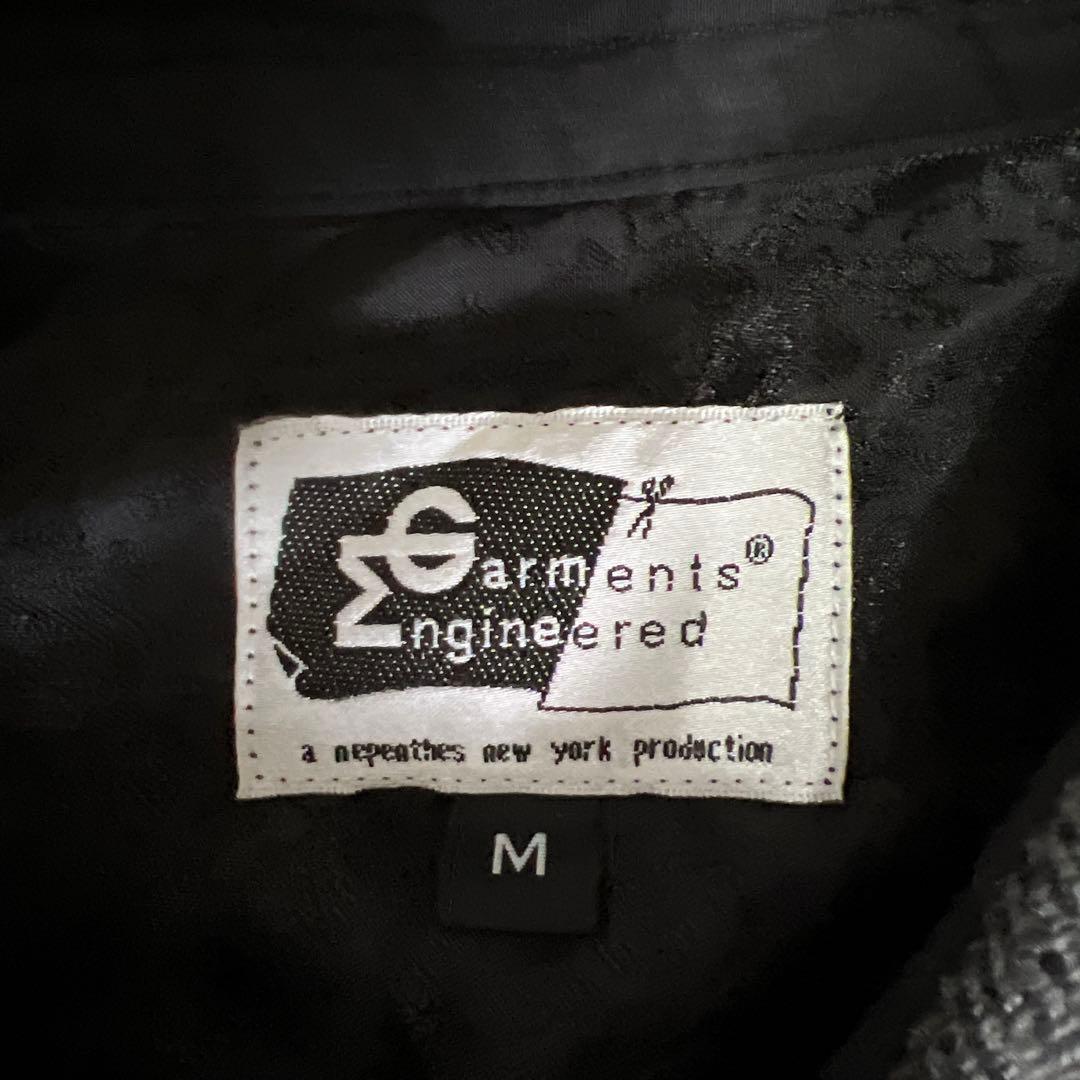 Garments®
Engineered
a nepenthes new york production
M